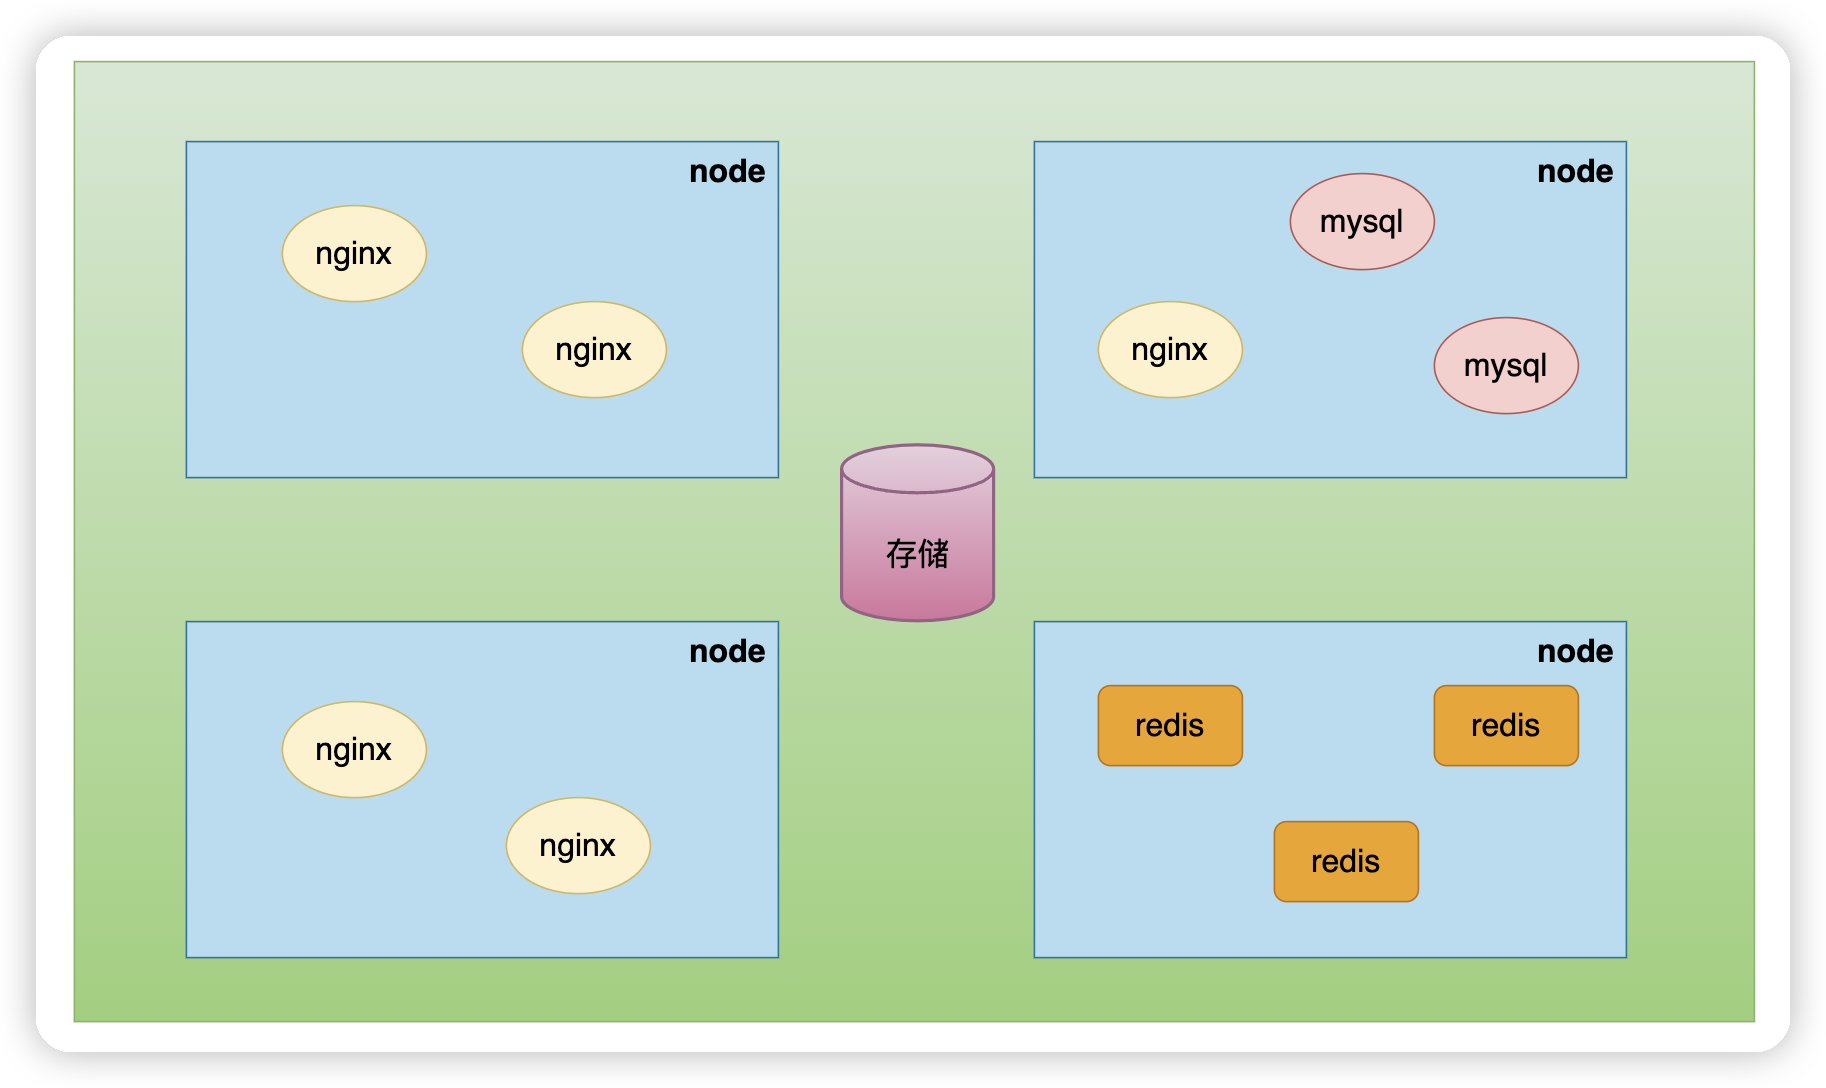 node
nginx
nginx
node
mysql
nginx
mysql
存储
node
nginx
nginx
node
redis
redis
redis